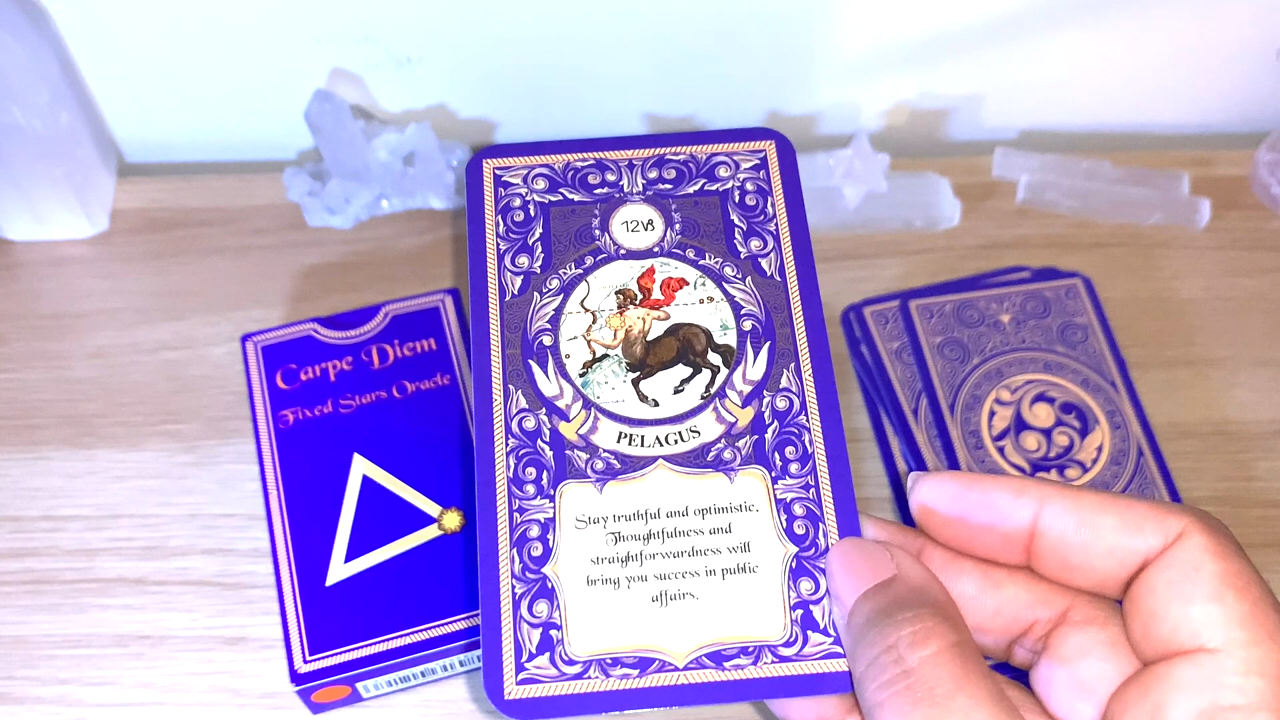 Carpe Diem
Fixed Stars Oracle
12♑
PELAGUS
Stay truthful and optimistic.
Thoughtfulness and
straightforwardness will
bring you success in public
affairs.